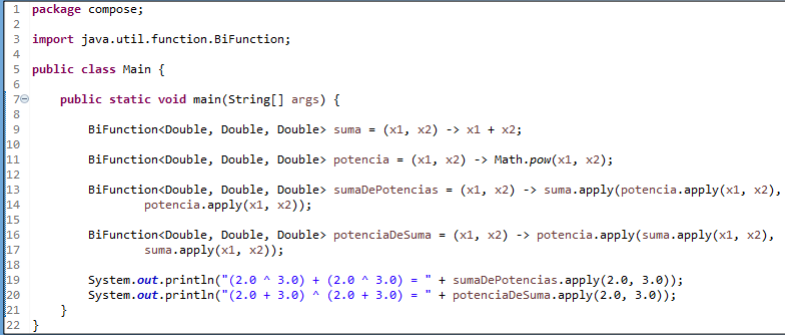 1 package compose;
2
3 import java.util.function.BiFunction;
4
5 public class Main {
6
7 public static void main(String[] args) {
8
9 BiFunction<Double, Double, Double> suma = (x1, x2) -> x1 + x2;
10
11 BiFunction<Double, Double, Double> potencia = (x1, x2) -> Math.pow(x1, x2);
12
13 BiFunction<Double, Double, Double> sumaDePotencias = (x1, x2) -> suma.apply(potencia.apply(x1, x2),
14 potencia.apply(x1, x2));
15
16 BiFunction<Double, Double, Double> potenciaDeSuma = (x1, x2) -> potencia.apply(suma.apply(x1, x2),
17 suma.apply(x1, x2));
18
19 System.out.println("(2.0 ^ 3.0) + (2.0 ^ 3.0) = " + sumaDePotencias.apply(2.0, 3.0));
20 System.out.println("(2.0 + 3.0) ^ (2.0 + 3.0) = " + potenciaDeSuma.apply(2.0, 3.0));
21 }
22 }